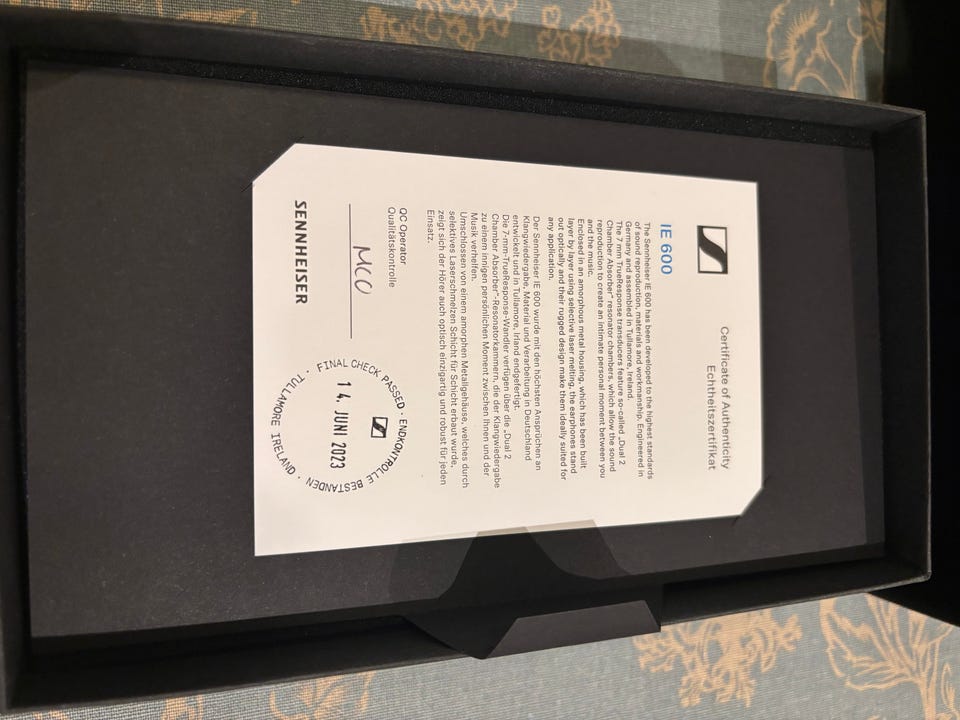 Certificate of Authenticity
Echtheitszertifikat
IE 600
The Sennheiser IE 600 has been developed to the highest standards
of sound reproduction, materials and workmanship. Engineered in
Germany and assembled in Tullamore, Ireland.
The 7 mm TrueResponse transducers feature so-called „Dual 2
Chamber Absorber“ resonator chambers, which allow the sound
reproduction to create an intimate personal moment between you
and the music.
Enclosed in an amorphous metal housing, which has been built
layer by layer using selective laser melting, the earphones stand
out optically and their rugged design make them ideally suited for
any application.
Der Sennheiser IE 600 wurde mit den höchsten Ansprüchen an
Klangwiedergabe, Material und Verarbeitung in Deutschland
entwickelt und in Tullamore, Irland endgefertigt.
Die 7-mm-TrueResponse-Wandler verfügen über die „Dual 2
Chamber Absorber“-Resonatorkammern, die der Klangwiedergabe
zu einem innigen persönlichen Moment zwischen Ihnen und der
Musik verhelfen.
Umschlossen von einem amorphen Metallgehäuse, welches durch
selektives Laserschmelzen Schicht für Schicht erbaut wurde,
zeigt sich der Hörer auch optisch einzigartig und robust für jeden
Einsatz.
QC Operator
Qualitätskontrolle
MCO
SENNHEISER
FINAL CHECK PASSED · ENDKONTROLLE BESTANDEN ·
14. JUNI 2023
TULLAMORE IRELAND ·